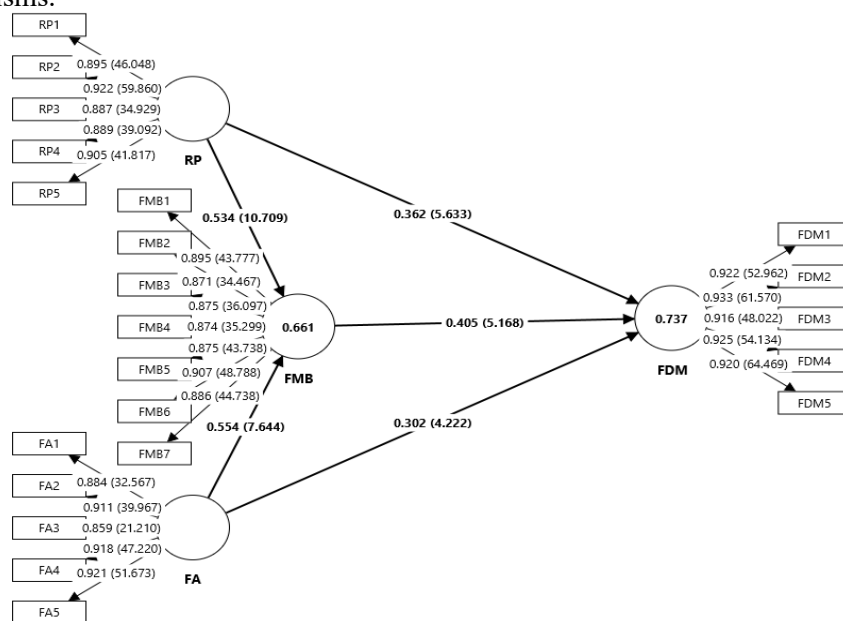 RP1
RP2
RP3
RP4
RP5
0.895 (46.048)
0.922 (59.860)
0.887 (34.929)
0.889 (39.092)
0.905 (41.817)
RP
0.534 (10.709)
0.362 (5.633)
FMB1
FMB2
FMB3
FMB4
FMB5
FMB6
FMB7
0.895 (43.777)
0.871 (34.467)
0.875 (36.097)
0.874 (35.299)
0.875 (43.738)
0.907 (48.788)
0.886 (44.738)
0.661
FMB
0.405 (5.168)
0.554 (7.644)
0.302 (4.222)
FA1
FA2
FA3
FA4
FA5
0.884 (32.567)
0.911 (39.967)
0.859 (21.210)
0.918 (47.220)
0.921 (51.673)
FA
0.737
FDM
0.922 (52.962)
0.933 (61.570)
0.916 (48.022)
0.925 (54.134)
0.920 (64.469)
FDM1
FDM2
FDM3
FDM4
FDM5